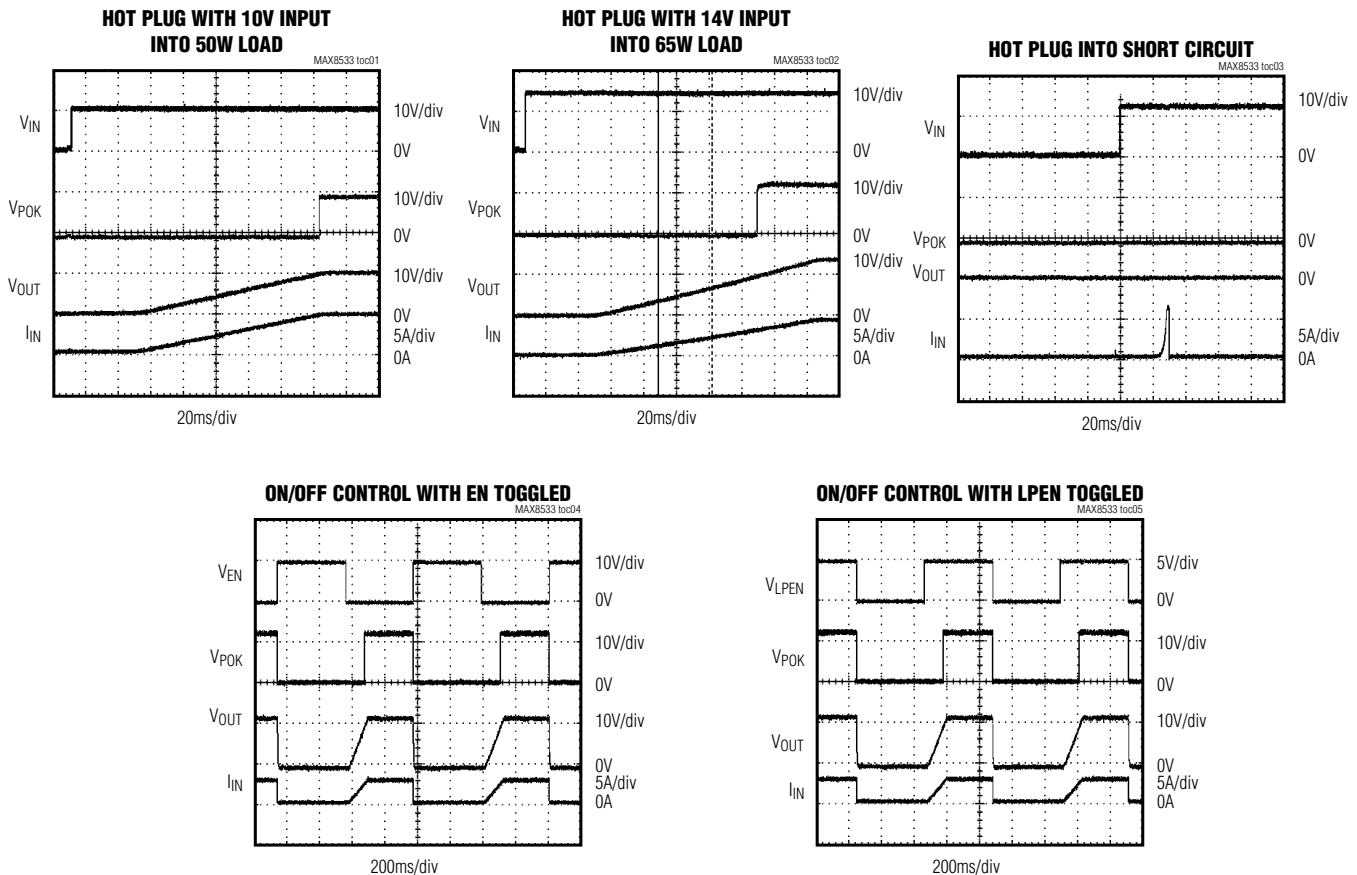 HOT PLUG WITH 10V INPUT
INTO 50W LOAD
MAX8533 toc01
VIN
10V/div
0V
VPOK
10V/div
0V
VOUT
10V/div
0V
IIN
5A/div
0A
20ms/div
HOT PLUG WITH 14V INPUT
INTO 65W LOAD
MAX8533 toc02
VIN
10V/div
0V
VPOK
10V/div
0V
VOUT
10V/div
0V
IIN
5A/div
0A
20ms/div
HOT PLUG INTO SHORT CIRCUIT
MAX8533 toc03
VIN
10V/div
0V
VPOK
0V
VOUT
0V
IIN
5A/div
0A
20ms/div
ON/OFF CONTROL WITH EN TOGGLED
MAX8533 toc04
VEN
10V/div
0V
VPOK
10V/div
0V
VOUT
10V/div
0V
IIN
5A/div
0A
200ms/div
ON/OFF CONTROL WITH LPEN TOGGLED
MAX8533 toc05
VLPEN
5V/div
0V
VPOK
10V/div
0V
VOUT
10V/div
0V
IIN
5A/div
0A
200ms/div